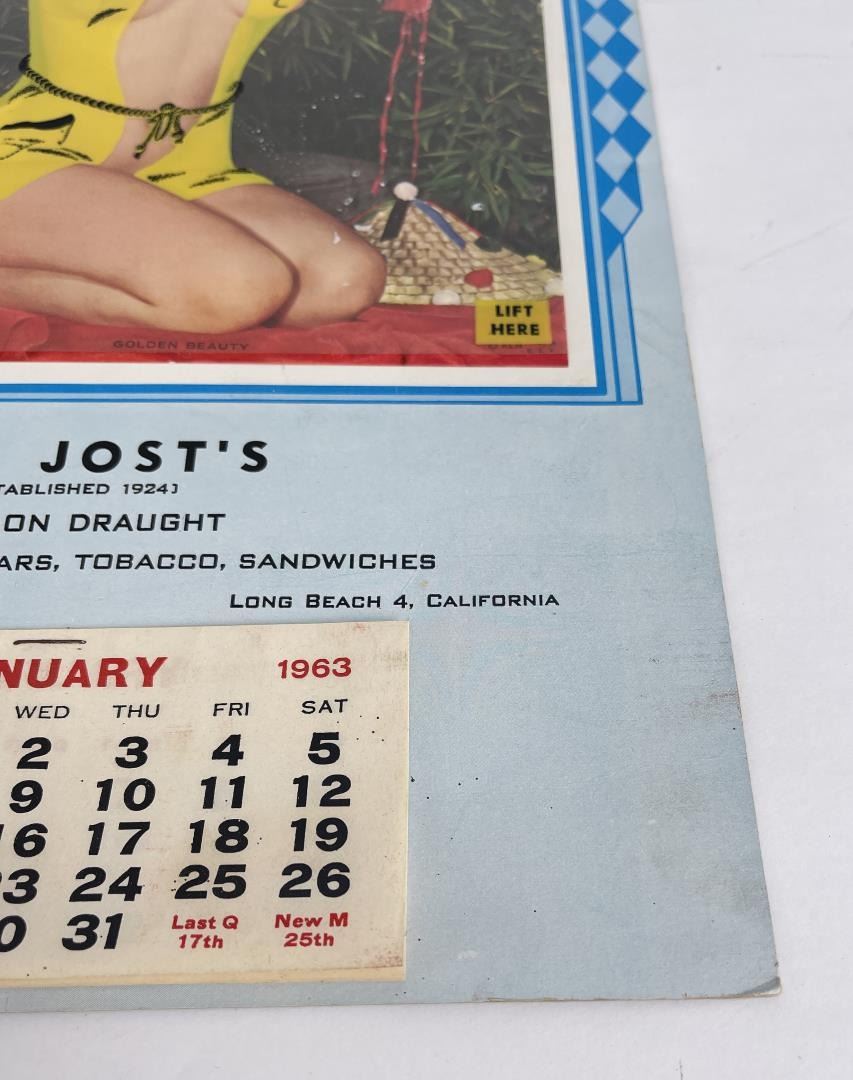 LIFT
HERE
GOLDEN BEAUTY
JOST'S
TABLISHED 1924]
ON DRAUGHT
ARS, TOBACCO, SANDWICHES
LONG BEACH 4, CALIFORNIA
NUARY 1963
WED THU FRI SAT
2 3 4 5
9 10 11 12
16 17 18 19
23 24 25 26
0 31 Last Q New M
17th 25th